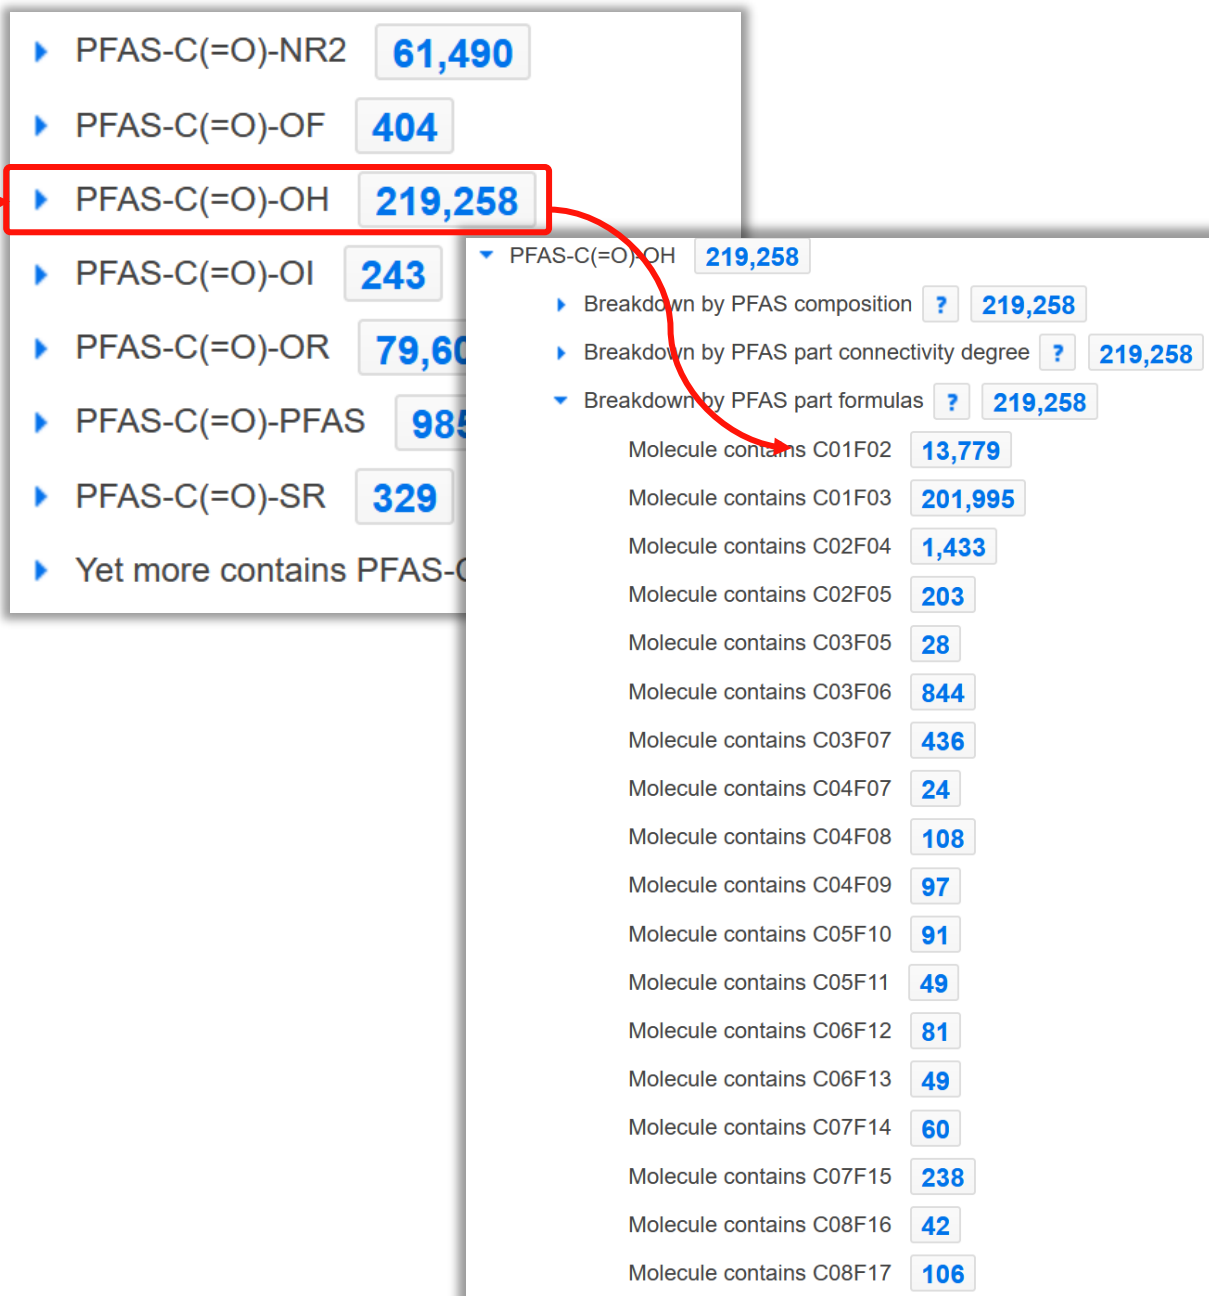 PFAS-C(=O)-NR2 61,490
PFAS-C(=O)-OF 404
PFAS-C(=O)-OH 219,258
PFAS-C(=O)-OI 243
PFAS-C(=O)-OR 79,60
PFAS-C(=O)-PFAS 985
PFAS-C(=O)-SR 329
Yet more contains PFAS-C
PFAS-C(=O)-OH 219,258
Breakdown by PFAS composition ? 219,258
Breakdown by PFAS part connectivity degree ? 219,258
Breakdown by PFAS part formulas ? 219,258
Molecule contains C01F02 13,779
Molecule contains C01F03 201,995
Molecule contains C02F04 1,433
Molecule contains C02F05 203
Molecule contains C03F05 28
Molecule contains C03F06 844
Molecule contains C03F07 436
Molecule contains C04F07 24
Molecule contains C04F08 108
Molecule contains C04F09 97
Molecule contains C05F10 91
Molecule contains C05F11 49
Molecule contains C06F12 81
Molecule contains C06F13 49
Molecule contains C07F14 60
Molecule contains C07F15 238
Molecule contains C08F16 42
Molecule contains C08F17 106